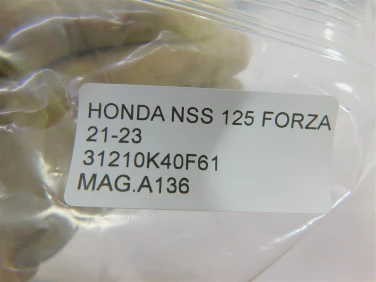 HONDA NSS 125 FORZA
21-23
31210K40F61
MAG.A136